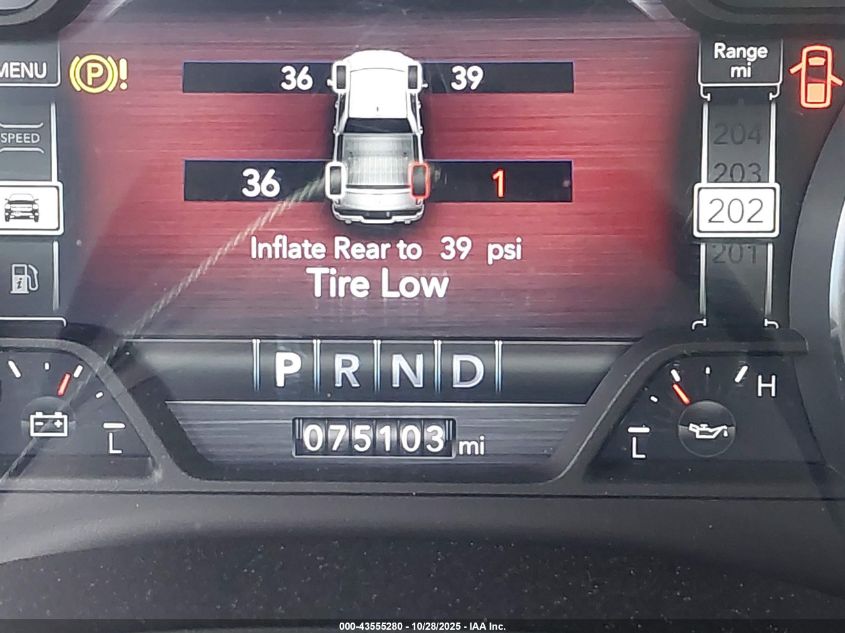 MENU
P !
36 39
Range
mi
SPEED
204
203
36 1
202
201
Inflate Rear to 39 psi
Tire Low
P R N D
H
L
075103 mi
L
000-43555280 - 10/28/2025 - IAA Inc.